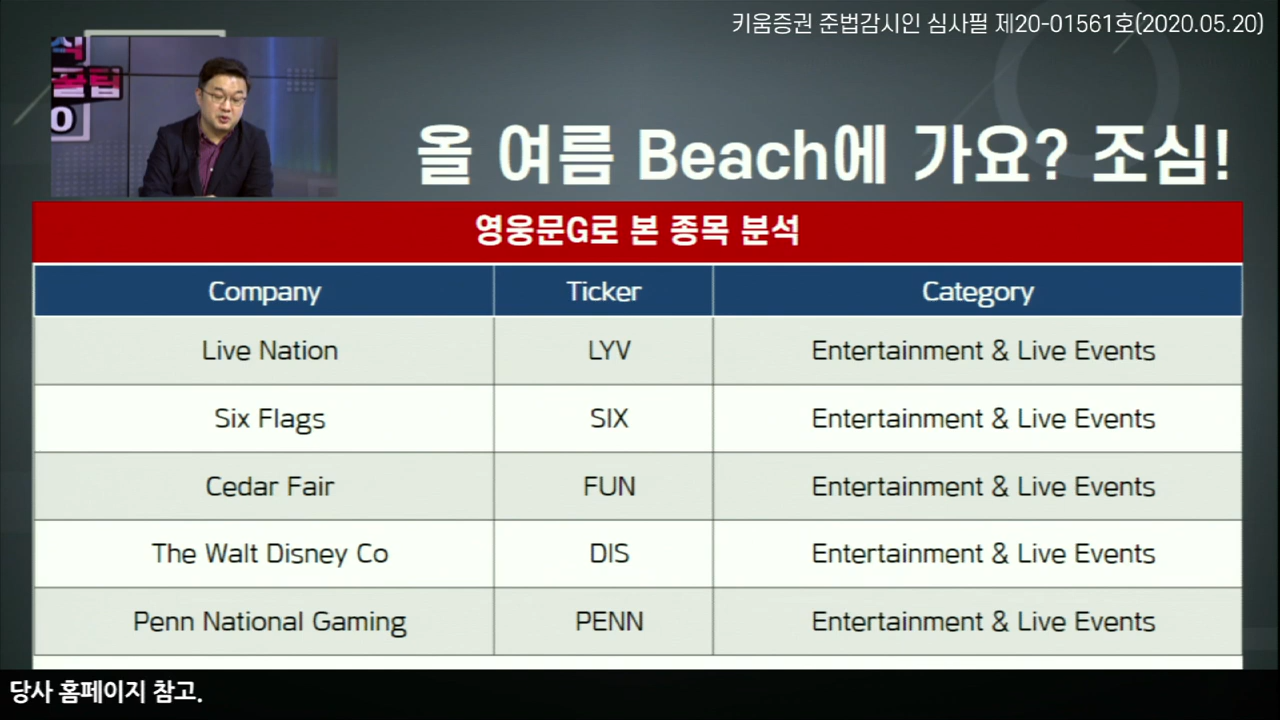 키움증권 준법감시인 심사필 제20-01561호(2020.05.20)
꿀팁
올 여름 Beach에 가요? 조심!
영웅문G로 본 종목 분석
Company Ticker Category
Live Nation LYV Entertainment & Live Events
Six Flags SIX Entertainment & Live Events
Cedar Fair FUN Entertainment & Live Events
The Walt Disney Co DIS Entertainment & Live Events
Penn National Gaming PENN Entertainment & Live Events
당사 홈페이지 참고.